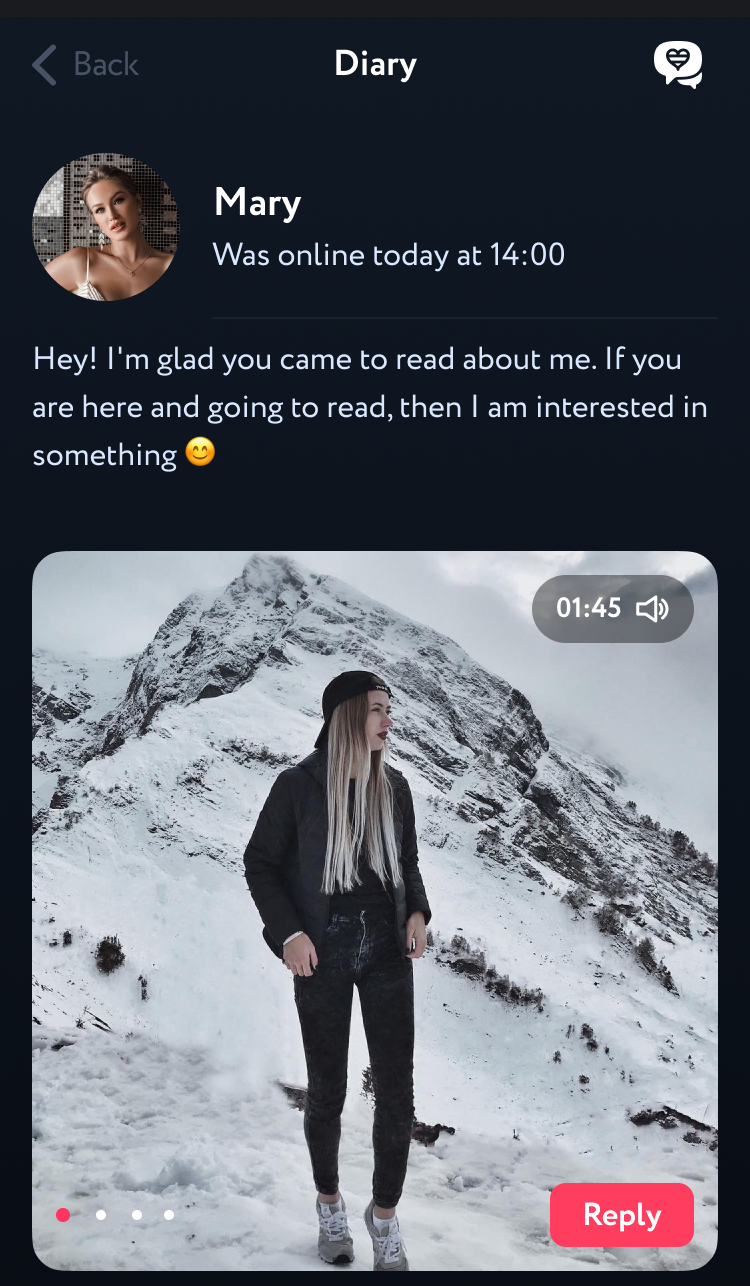 Back
Diary
Mary
Was online today at 14:00
Hey! I'm glad you came to read about me. If you
are here and going to read, then I am interested in
something 😊
01:45
Reply